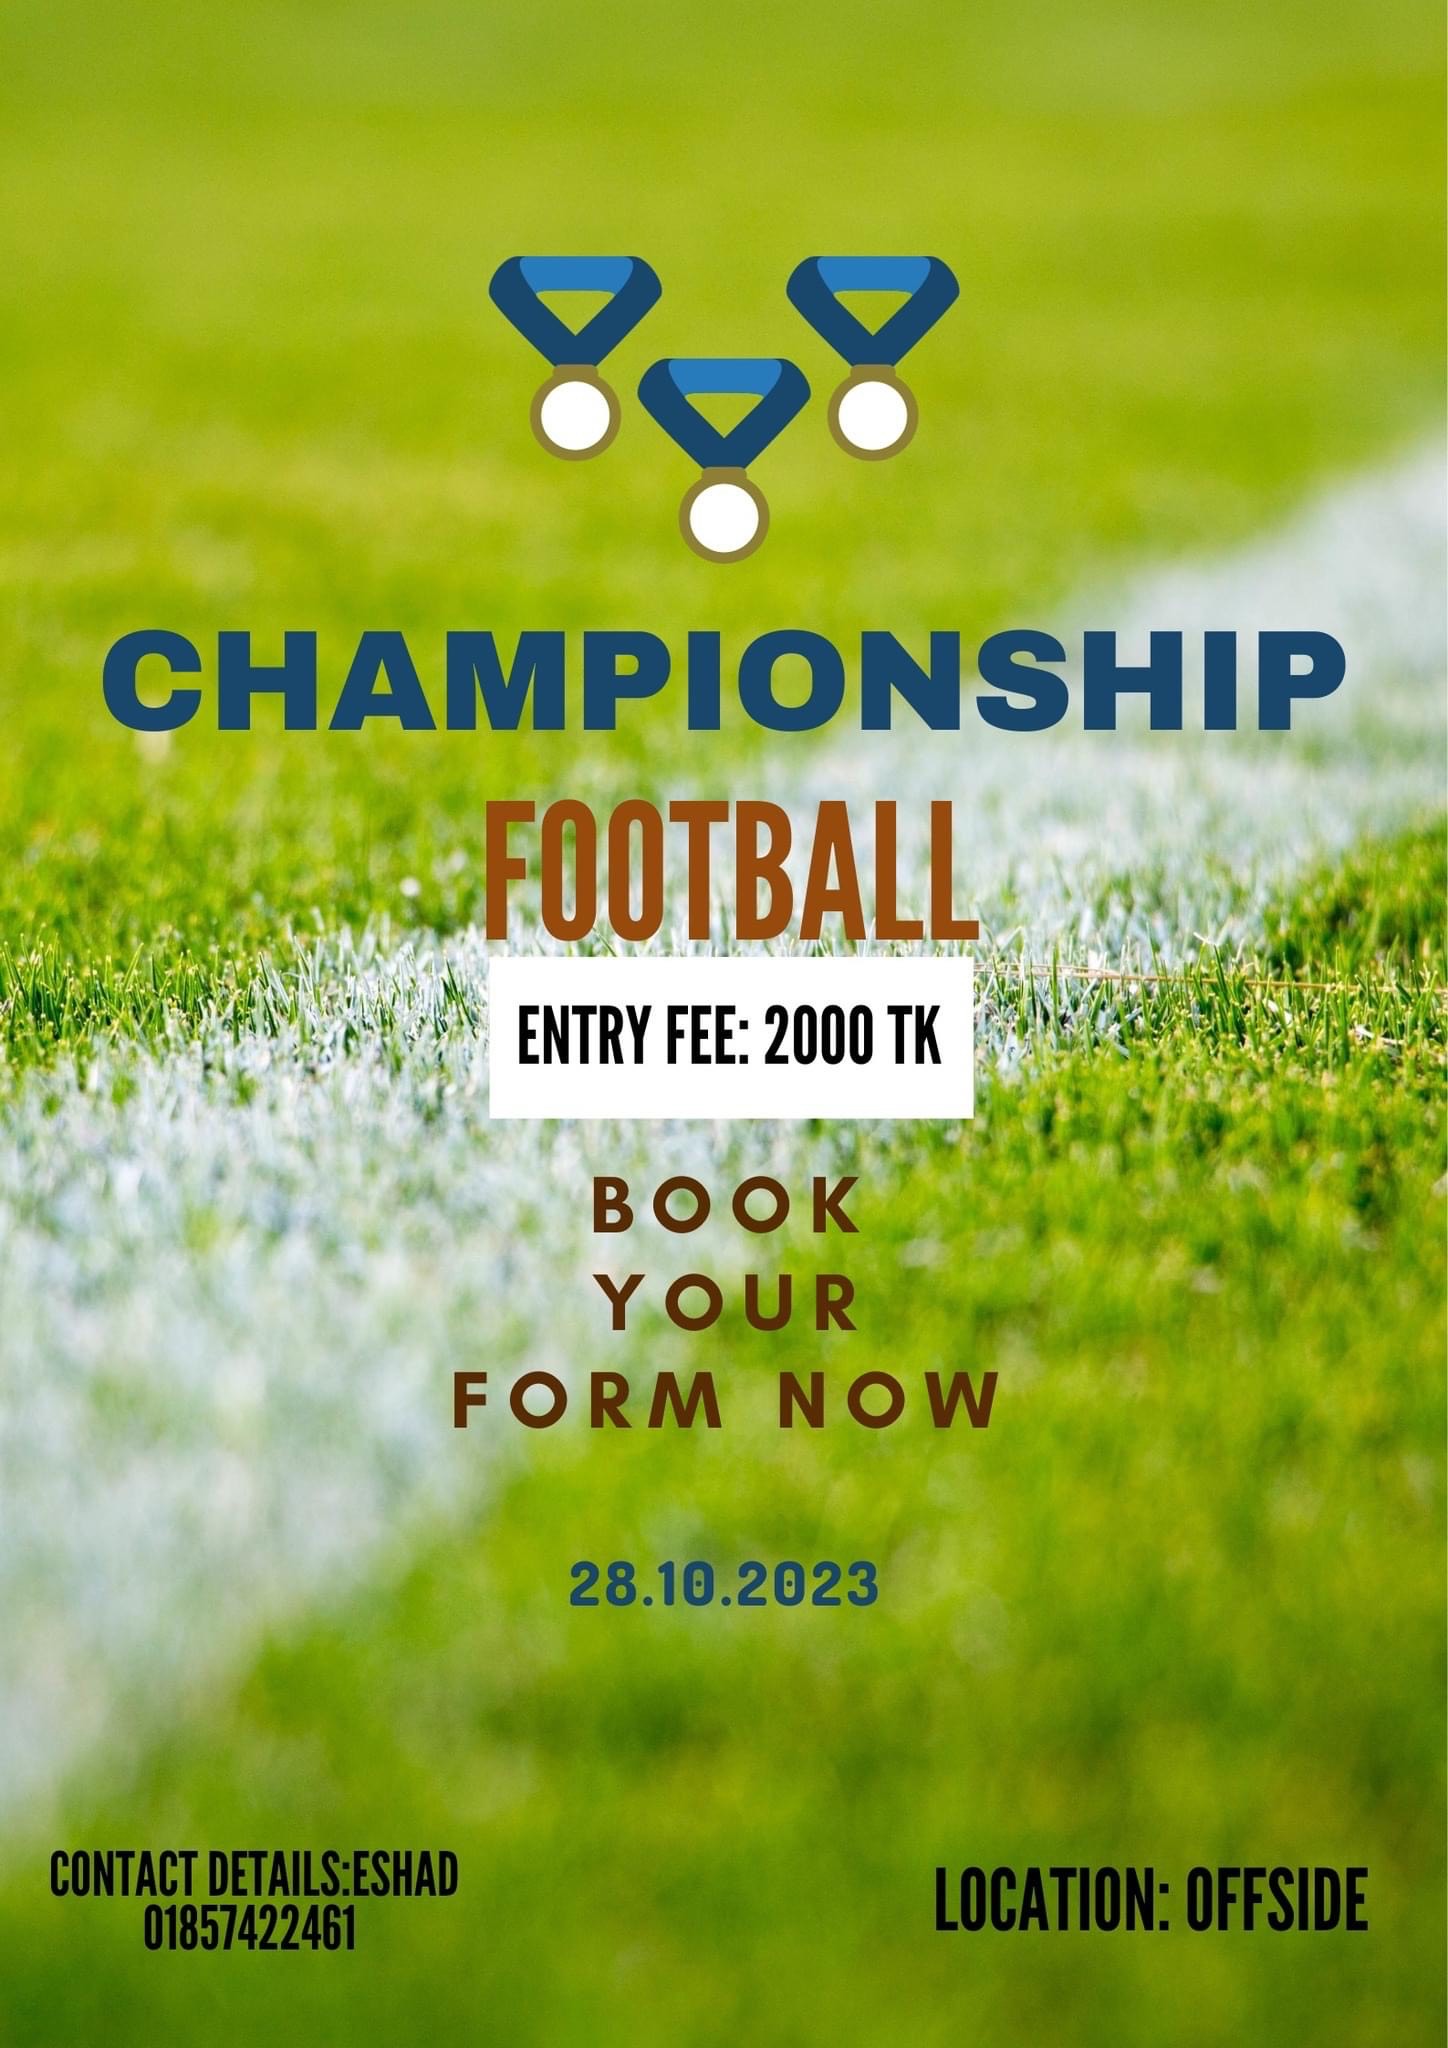 CHAMPIONSHIP
FOOTBALL
ENTRY FEE: 2000 TK
BOOK
YOUR
FORM NOW
28.10.2023
CONTACT DETAILS:ESHAD
01857422461
LOCATION: OFFSIDE